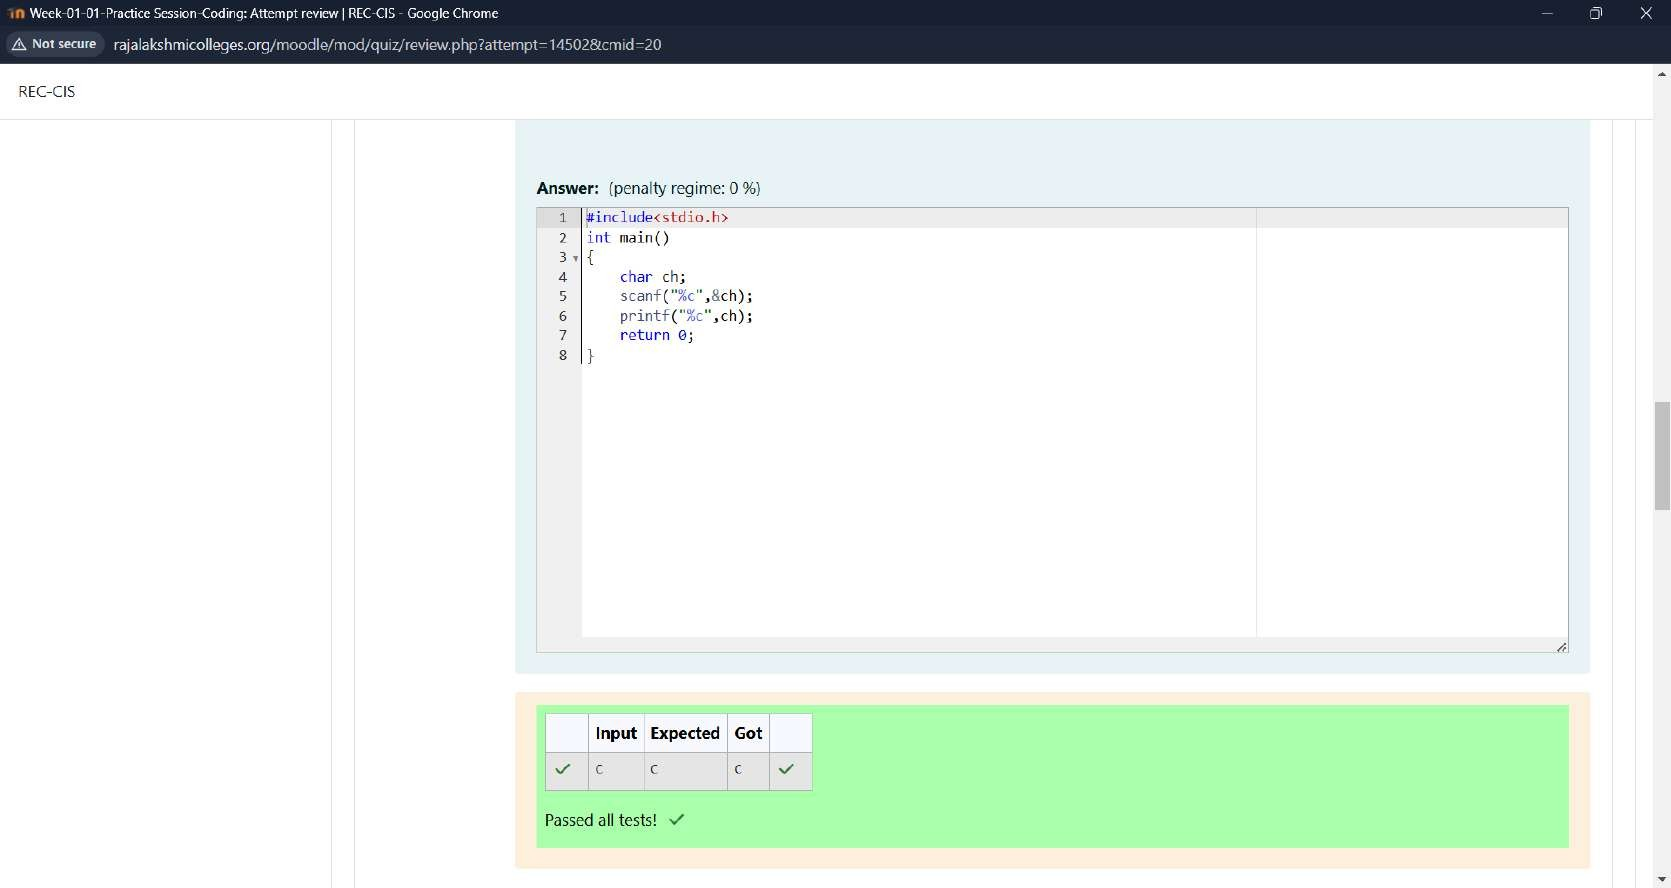 Week-01-01-Practice Session-Coding: Attempt review | REC-CIS - Google Chrome
Not secure rajalakshmicolleges.org/moodle/mod/quiz/review.php?attempt=14502&cmid=20
REC-CIS
Answer: (penalty regime: 0 %)
1 #include<stdio.h>
2 int main()
3 {
4 char ch;
5 scanf("%c",&ch);
6 printf("%c",ch);
7 return 0;
8 }
Input Expected Got
C C C
Passed all tests!